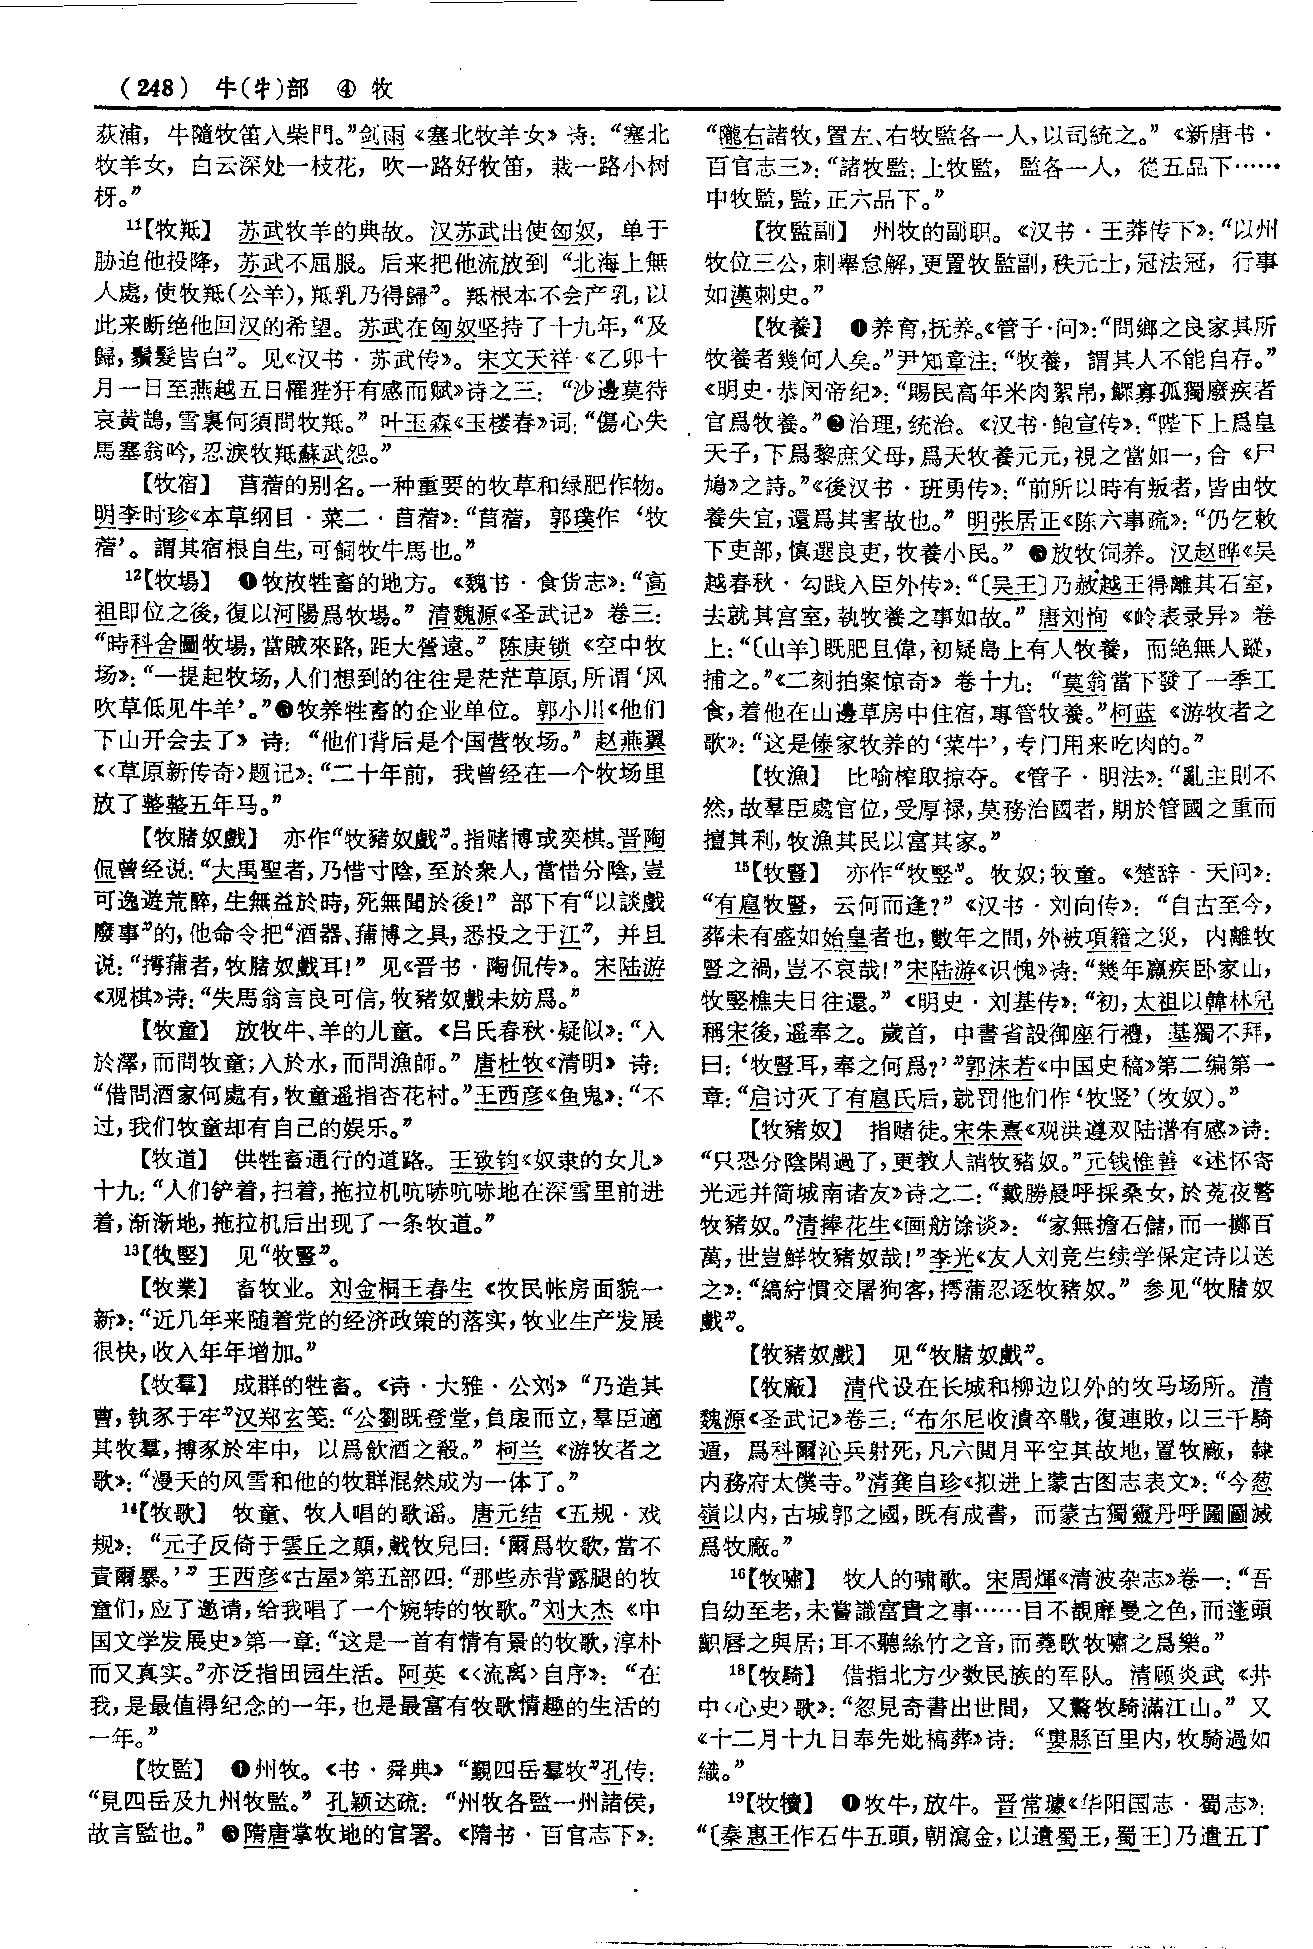 （248） 牛(牜)部 ④ 牧
荻浦，牛隨牧笛入柴門。”剑雨《塞北牧羊女》诗：“塞北
牧羊女，白云深处一枝花，吹一路好牧笛，栽一路小树
枒。”
11【牧羝】 苏武牧羊的典故。汉苏武出使匈奴，单于
胁迫他投降，苏武不屈服。后来把他流放到“北海上無
人處，使牧羝(公羊)，羝乳乃得歸”。羝根本不会产乳，以
此来断绝他回汉的希望。苏武在匈奴坚持了十九年，“及
歸，鬚髮皆白”。见《汉书·苏武传》。宋文天祥《乙卯十
月一日至燕越五日罹狴犴有感而赋》诗之三：“沙邊莫待
哀黃鵠，雪裏何須問牧羝。”叶玉森《玉楼春》词：“傷心失
馬塞翁吟，忍淚牧羝蘇武怨。”
【牧宿】 苜蓿的别名。一种重要的牧草和绿肥作物。
明李时珍《本草纲目·菜二·苜蓿》：“苜蓿，郭璞作‘牧
蓿’。謂其宿根自生，可飼牧牛馬也。”
12【牧場】 ❶牧放牲畜的地方。《魏书·食货志》：“高
祖即位之後，復以河陽爲牧場。”清魏源《圣武记》卷三：
“時科舍圖牧場，當賊來路，距大營遠。”陈庚锁《空中牧
场》：“一提起牧场，人们想到的往往是茫茫草原，所谓‘风
吹草低见牛羊’。”❷牧养牲畜的企业单位。郭小川《他们
下山开会去了》诗：“他们背后是个国营牧场。”赵燕翼
《〈草原新传奇〉题记》：“二十年前，我曾经在一个牧场里
放了整整五年马。”
【牧賭奴戲】 亦作“牧豬奴戲”。指赌博或奕棋。晋陶
侃曾经说：“大禹聖者，乃惜寸陰，至於衆人，當惜分陰，豈
可逸遊荒醉，生無益於時，死無聞於後！”部下有“以談戲
廢事”的，他命令把“酒器、蒱博之具，悉投之于江”，并且
说：“摴蒱者，牧賭奴戲耳！”见《晋书·陶侃传》。宋陆游
《观棋》诗：“失馬翁言良可信，牧豬奴戲未妨爲。”
【牧童】 放牧牛、羊的儿童。《吕氏春秋·疑似》：“入
於澤，而問牧童；入於水，而問漁師。”唐杜牧《清明》诗：
“借問酒家何處有，牧童遥指杏花村。”王西彦《鱼鬼》：“不
过，我们牧童却有自己的娱乐。”
【牧道】 供牲畜通行的道路。王致钧《奴隶的女儿》
十九：“人们铲着，扫着，拖拉机吭哧吭哧地在深雪里前进
着，渐渐地，拖拉机后出现了一条牧道。”
13【牧竪】 见“牧豎”。
【牧業】 畜牧业。刘金桐王春生《牧民帐房面貌一
新》：“近几年来随着党的经济政策的落实，牧业生产发展
很快，收入年年增加。”
【牧羣】 成群的牲畜。《诗·大雅·公刘》“乃造其
曹，執豕于牢”汉郑玄笺：“公劉既登堂，負扆而立，羣臣適
其牧羣，搏豕於牢中，以爲飲酒之殽。”柯兰《游牧者之
歌》：“漫天的风雪和他的牧群混然成为一体了。”
14【牧歌】 牧童、牧人唱的歌谣。唐元结《五规·戏
规》：“元子反倚于雲丘之顛，戲牧兒曰：‘爾爲牧歌，當不
責爾暴。’”王西彦《古屋》第五部四：“那些赤背露腿的牧
童们，应了邀请，给我唱了一个婉转的牧歌。”刘大杰《中
国文学发展史》第一章：“这是一首有情有景的牧歌，淳朴
而又真实。”亦泛指田园生活。阿英《〈流离〉自序》：“在
我，是最值得纪念的一年，也是最富有牧歌情趣的生活的
一年。”
【牧監】 ❶州牧。《书·舜典》“覲四岳羣牧”孔传：
“見四岳及九州牧監。”孔颖达疏：“州牧各監一州諸侯，
故言監也。”❷隋唐掌牧地的官署。《隋书·百官志下》：
“隴右諸牧，置左、右牧監各一人，以司統之。”《新唐书·
百官志三》：“諸牧監：上牧監，監各一人，從五品下……
中牧監，監，正六品下。”
【牧監副】 州牧的副职。《汉书·王莽传下》：“以州
牧位三公，刺舉怠解，更置牧監副，秩元士，冠法冠，行事
如漢刺史。”
【牧養】 ❶养育，抚养。《管子·问》：“問鄉之良家其所
牧養者幾何人矣。”尹知章注：“牧養，謂其人不能自存。”
《明史·恭闵帝纪》：“賜民高年米肉絮帛，鰥寡孤獨廢疾者
官爲牧養。”❷治理，统治。《汉书·鲍宣传》：“陛下上爲皇
天子，下爲黎庶父母，爲天牧養元元，視之當如一，合《尸
鳩》之詩。”《後汉书·班勇传》：“前所以時有叛者，皆由牧
養失宜，還爲其害故也。”明张居正《陈六事疏》：“仍乞敕
下吏部，慎選良吏，牧養小民。”❸放牧饲养。汉赵晔《吴
越春秋·勾践入臣外传》：“〔吴王〕乃赦越王得離其石室，
去就其宫室，執牧養之事如故。”唐刘恂《岭表录异》卷
上：“〔山羊〕既肥且偉，初疑島上有人牧養，而絶無人蹤，
捕之。”《二刻拍案惊奇》卷十九：“莫翁當下發了一季工
食，着他在山邊草房中住宿，專管牧養。”柯蓝《游牧者之
歌》：“这是傣家牧养的‘菜牛’，专门用来吃肉的。”
【牧漁】 比喻榨取掠夺。《管子·明法》：“亂主則不
然，故羣臣處官位，受厚禄，莫務治國者，期於管國之重而
擅其利，牧漁其民以富其家。”
15【牧豎】 亦作“牧竪”。牧奴；牧童。《楚辞·天问》：
“有扈牧豎，云何而逢？”《汉书·刘向传》：“自古至今，
葬未有盛如始皇者也，數年之間，外被項籍之災，内離牧
豎之禍，豈不哀哉！”宋陆游《识愧》诗：“幾年羸疾卧家山，
牧竪樵夫日往還。”《明史·刘基传》：“初，太祖以韓林兒
稱宋後，遥奉之。歲首，中書省設御座行禮，基獨不拜，
曰：‘牧豎耳，奉之何爲？’”郭沫若《中国史稿》第二编第一
章：“启讨灭了有扈氏后，就罚他们作‘牧竖’(牧奴)。”
【牧豬奴】 指赌徒。宋朱熹《观洪遵双陆谱有感》诗：
“只恐分陰閑過了，更教人誚牧豬奴。”元钱惟善《述怀寄
光远并简城南诸友》诗之二：“戴勝晨呼採桑女，於菟夜警
牧豬奴。”清捧花生《画舫馀谈》：“家無擔石儲，而一擲百
萬，世豈鮮牧豬奴哉！”李光《友人刘竞生续学保定诗以送
之》：“縞紵慣交屠狗客，摴蒲忍逐牧豬奴。”参见“牧賭奴
戲”。
【牧豬奴戲】 见“牧賭奴戲”。
【牧廠】 清代设在长城和柳边以外的牧马场所。清
魏源《圣武记》卷三：“布尔尼收潰卒戰，復連敗，以三千騎
遁，爲科爾沁兵射死，凡六閱月平空其故地，置牧廠，隸
内務府太僕寺。”清龚自珍《拟进上蒙古图志表文》：“今葱
嶺以内，古城郭之國，既有成書，而蒙古獨靈丹呼圖圖滅
爲牧廠。”
16【牧嘯】 牧人的啸歌。宋周煇《清波杂志》卷一：“吾
自幼至老，未嘗識富貴之事……目不覩靡曼之色，而蓬頭
齞唇之與居；耳不聽絲竹之音，而蕘歌牧嘯之爲樂。”
18【牧騎】 借指北方少数民族的军队。清顾炎武《井
中〈心史〉歌》：“忽見奇書出世間，又驚牧騎滿江山。”又
《十二月十九日奉先妣槁葬》诗：“婁縣百里内，牧騎過如
織。”
19【牧犢】 ❶牧牛，放牛。晋常璩《华阳国志·蜀志》：
“〔秦惠王作石牛五頭，朝瀉金，以遺蜀王，蜀王〕乃遣五丁